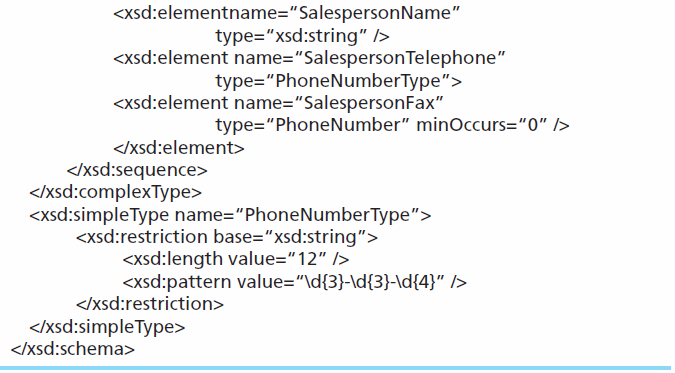 <xsd:elementname=“SalespersonName”
type=“xsd:string” />
<xsd:element name=“SalespersonTelephone”
type=“PhoneNumberType”>
<xsd:element name=“SalespersonFax”
type=“PhoneNumber” minOccurs=“0” />
</xsd:element>
</xsd:sequence>
</xsd:complexType>
<xsd:simpleType name=“PhoneNumberType”>
<xsd:restriction base=“xsd:string”>
<xsd:length value=“12” />
<xsd:pattern value=“\d{3}-\d{3}-\d{4}” />
</xsd:restriction>
</xsd:simpleType>
</xsd:schema>